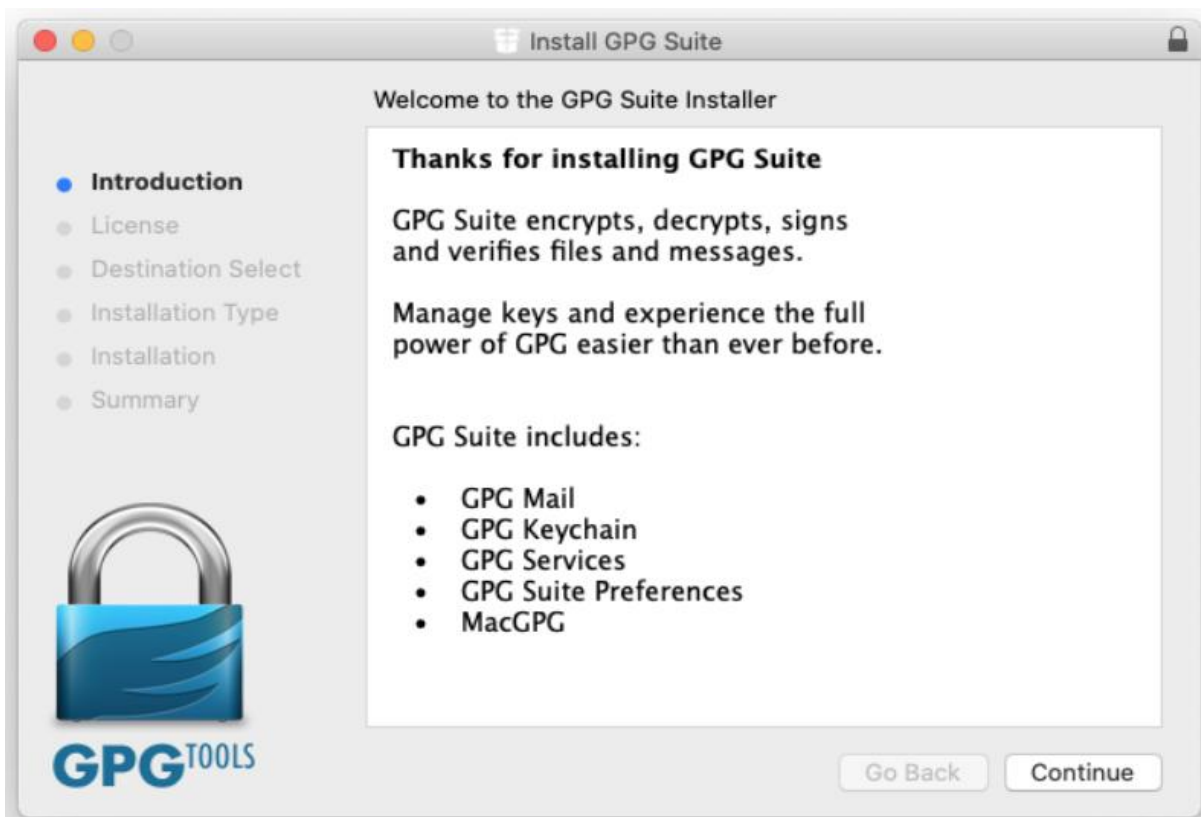 Install GPG Suite
Welcome to the GPG Suite Installer
Introduction
License
Destination Select
Installation Type
Installation
Summary
Thanks for installing GPG Suite
GPG Suite encrypts, decrypts, signs
and verifies files and messages.
Manage keys and experience the full
power of GPG easier than ever before.
GPG Suite includes:
• GPG Mail
• GPG Keychain
• GPG Services
• GPG Suite Preferences
• MacGPG
GPGTOOLS
Go Back
Continue